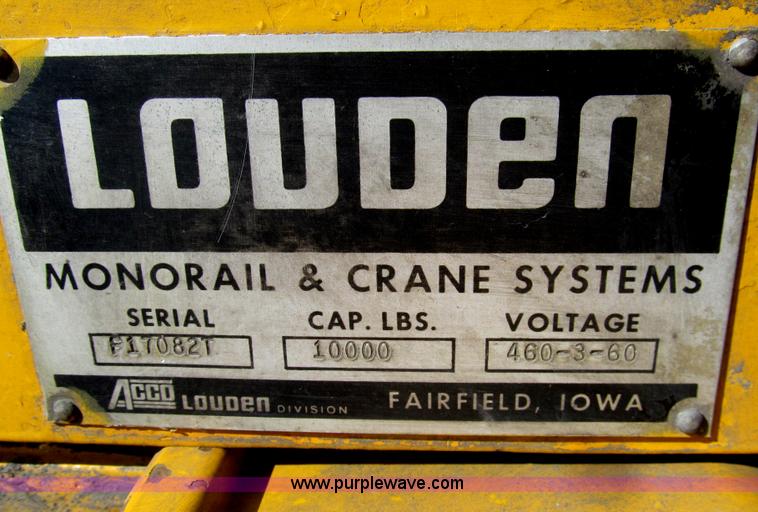 LOUDEN
MONORAIL & CRANE SYSTEMS
SERIAL CAP. LBS. VOLTAGE
P17082T 10000 460-3-60
ACCO LOUDEN DIVISION FAIRFIELD, IOWA
www.purplewave.com